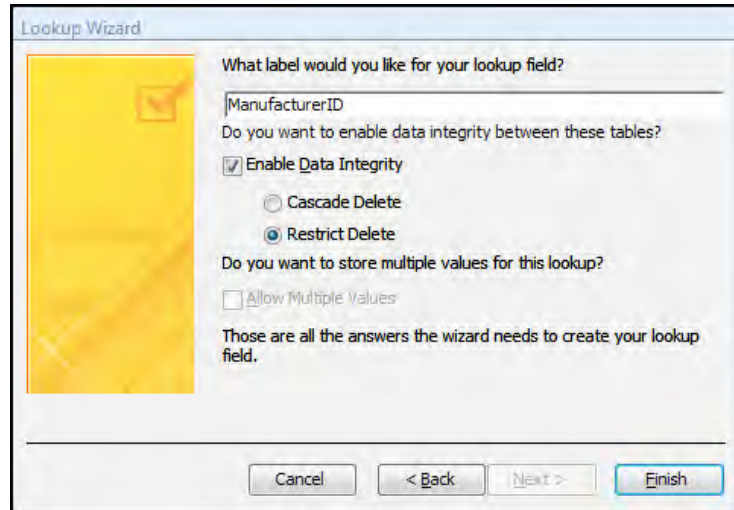 Lookup Wizard
What label would you like for your lookup field?
ManufacturerID
Do you want to enable data integrity between these tables?
Enable Data Integrity
Cascade Delete
Restrict Delete
Do you want to store multiple values for this lookup?
Allow Multiple Values
Those are all the answers the wizard needs to create your lookup
field.
Cancel
< Back
Next >
Finish